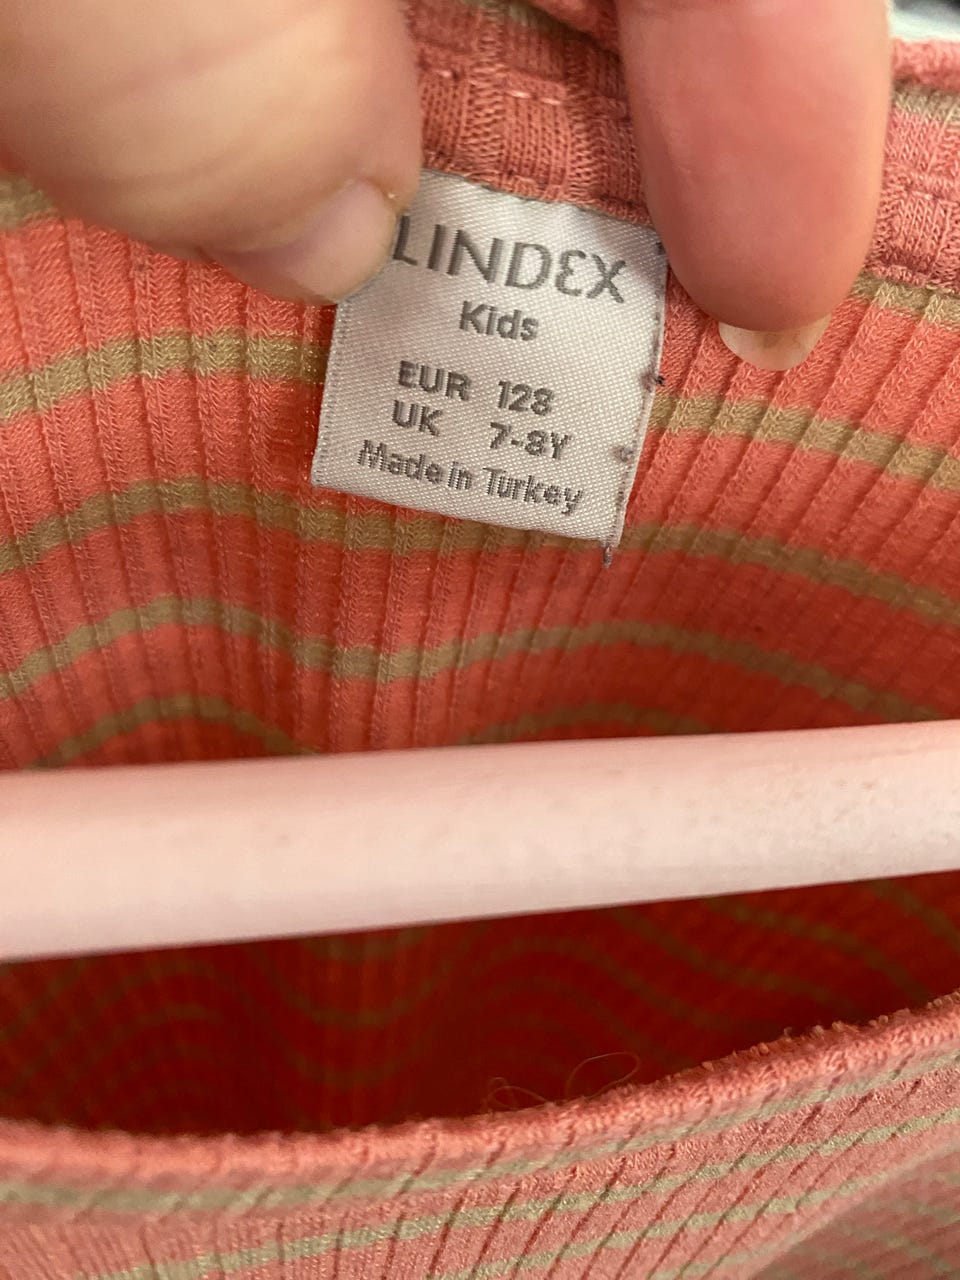 LINDEX
Kids
EUR 128
UK 7-8Y
Made in Turkey